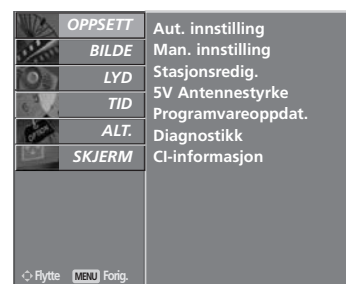 OPPSETT
BILDE
LYD
TID
ALT.
SKJERM
Aut. innstilling
Man. innstilling
Stasjonsredig.
5V Antennestyrke
Programvareoppdat.
Diagnostikk
CI-informasjon
Flytte MENU Forig.